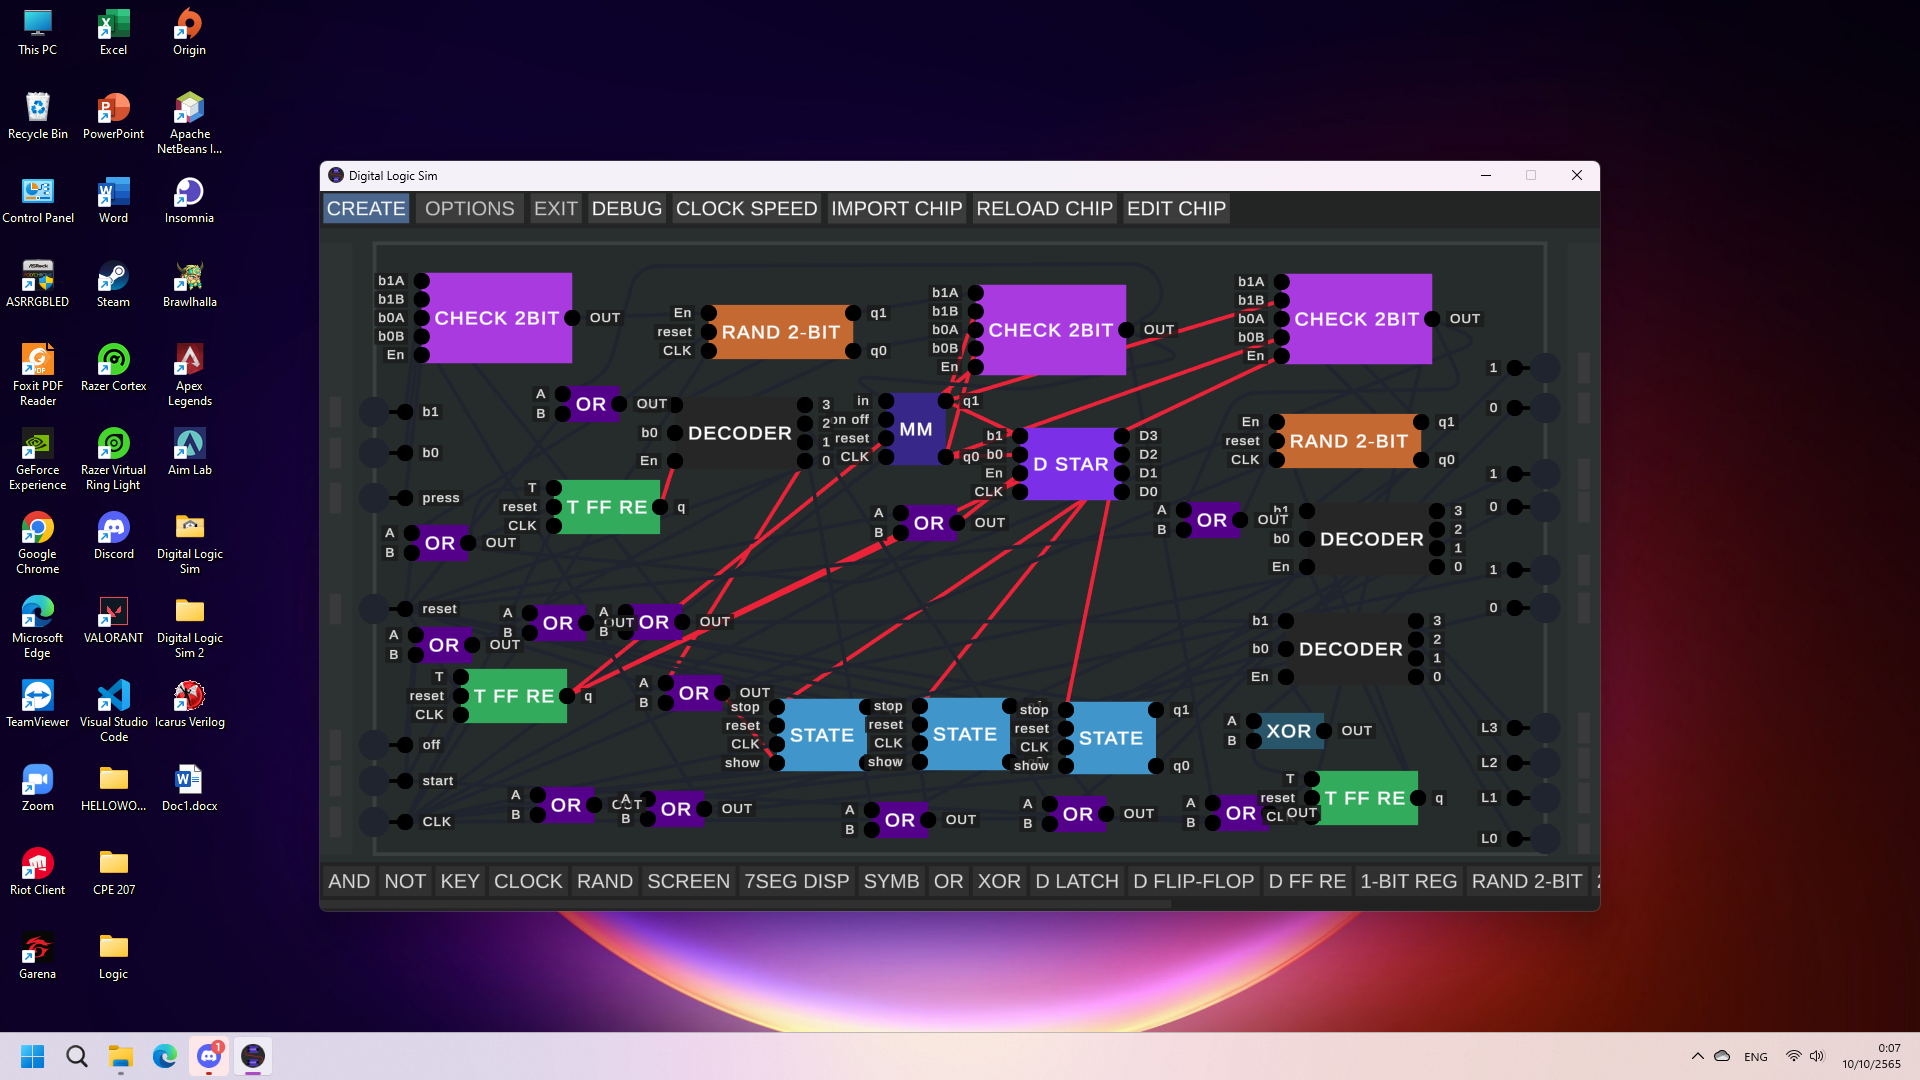 This PC
Excel
Origin
Recycle Bin
PowerPoint
Apache
NetBeans I...
Control Panel
Word
Insomnia
ASRRGBLED
Steam
Brawlhalla
Foxit PDF
Reader
Razer Cortex
Apex
Legends
GeForce
Experience
Razer Virtual
Ring Light
Aim Lab
Google
Chrome
Discord
Digital Logic
Sim
Microsoft
Edge
VALORANT
Digital Logic
Sim 2
TeamViewer
Visual Studio
Code
Icarus Verilog
Zoom
HELLOWO...
Doc1.docx
Riot Client
CPE 207
Garena
Logic
Digital Logic Sim
CREATE OPTIONS EXIT DEBUG CLOCK SPEED IMPORT CHIP RELOAD CHIP EDIT CHIP
b1A
b1B
b0A
b0B
En
CHECK 2BIT
OUT
En
reset
CLK
RAND 2-BIT
q1
q0
b1A
b1B
b0A
b0B
En
CHECK 2BIT
OUT
b1A
b1B
b0A
b0B
En
CHECK 2BIT
OUT
A
B
OR
OUT
b0
En
DECODER
3
2
1
0
in
on off
reset
CLK
MM
q1
q0
b1
b0
En
CLK
D STAR
D3
D2
D1
D0
En
reset
CLK
RAND 2-BIT
q1
q0
b1
b0
press
T
reset
CLK
T FF RE
q
A
B
OR
OUT
A
B
OR
OUT
A
B
OR
OUT
b1
b0
En
DECODER
3
2
1
0
reset
A
B
OR
OUT
A
B
OR
OUT
A
B
OR
OUT
b1
b0
En
DECODER
3
2
1
0
T
reset
CLK
T FF RE
q
A
B
OR
OUT
stop
reset
CLK
show
STATE
stop
reset
CLK
show
STATE
stop
reset
CLK
show
STATE
q1
q0
A
B
XOR
OUT
off
start
CLK
A
B
OR
OUT
A
B
OR
OUT
A
B
OR
OUT
A
B
OR
OUT
A
B
OR
OUT
T
reset
T FF RE
q
1
0
1
0
1
0
L3
L2
L1
L0
AND NOT KEY CLOCK RAND SCREEN 7SEG DISP SYMB OR XOR D LATCH D FLIP-FLOP D FF RE 1-BIT REG RAND 2-BIT
1
ENG
0:07
10/10/2565